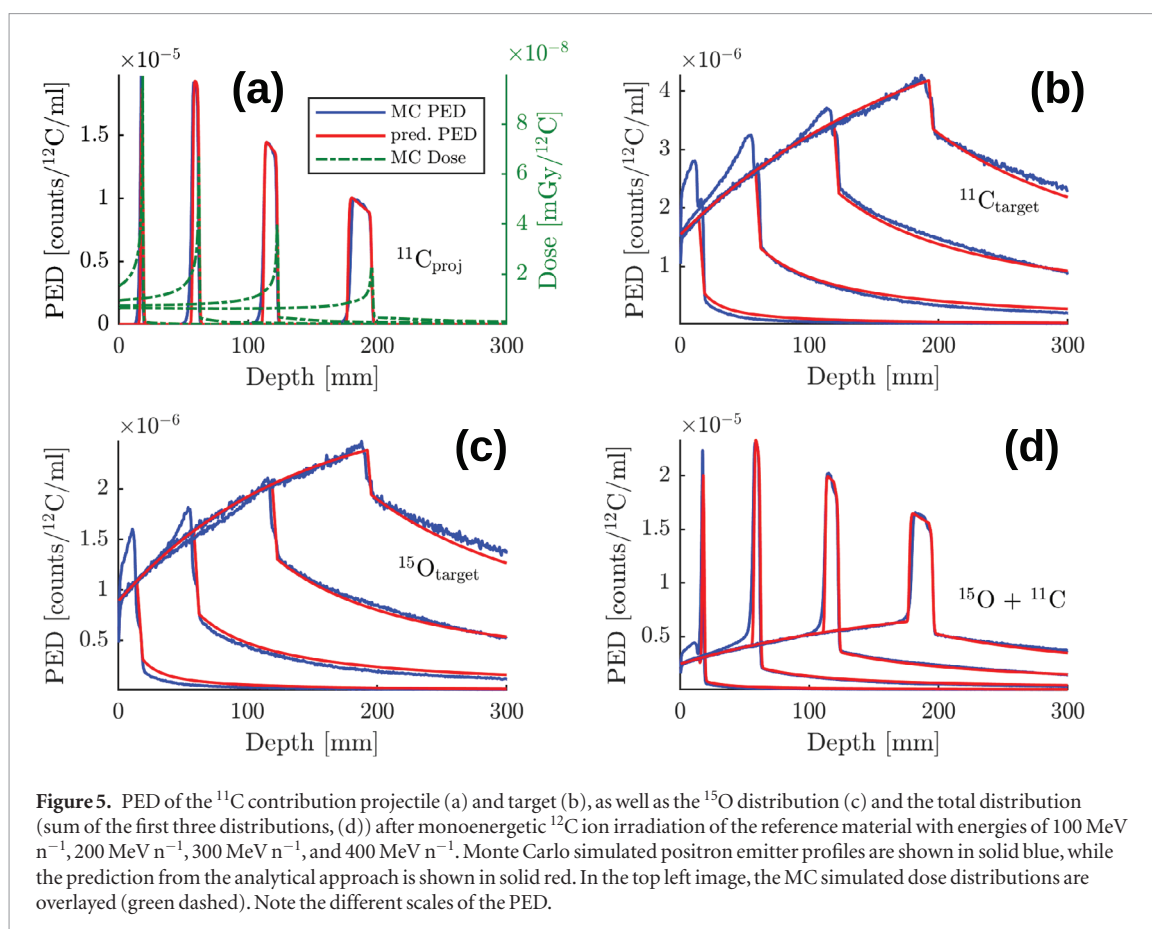 ×10⁻⁵
×10⁻⁸
(a)
MC PED
pred. PED
MC Dose
¹¹C_proj
PED [counts/¹²C/ml]
1.5
1
0.5
0
8
6
4
2
Dose [mGy/¹²C]
0 100 200 300
Depth [mm]
×10⁻⁶
(b)
¹¹C_target
PED [counts/¹²C/ml]
4
3
2
1
0 100 200 300
Depth [mm]
×10⁻⁶
(c)
¹⁵O_target
PED [counts/¹²C/ml]
2
1.5
1
0.5
0 100 200 300
Depth [mm]
×10⁻⁵
(d)
¹⁵O + ¹¹C
PED [counts/¹²C/ml]
2
1.5
1
0.5
0 100 200 300
Depth [mm]
Figure 5. PED of the ¹¹C contribution projectile (a) and target (b), as well as the ¹⁵O distribution (c) and the total distribution
(sum of the first three distributions, (d)) after monoenergetic ¹²C ion irradiation of the reference material with energies of 100 MeV
n⁻¹, 200 MeV n⁻¹, 300 MeV n⁻¹, and 400 MeV n⁻¹. Monte Carlo simulated positron emitter profiles are shown in solid blue, while
the prediction from the analytical approach is shown in solid red. In the top left image, the MC simulated dose distributions are
overlayed (green dashed). Note the different scales of the PED.